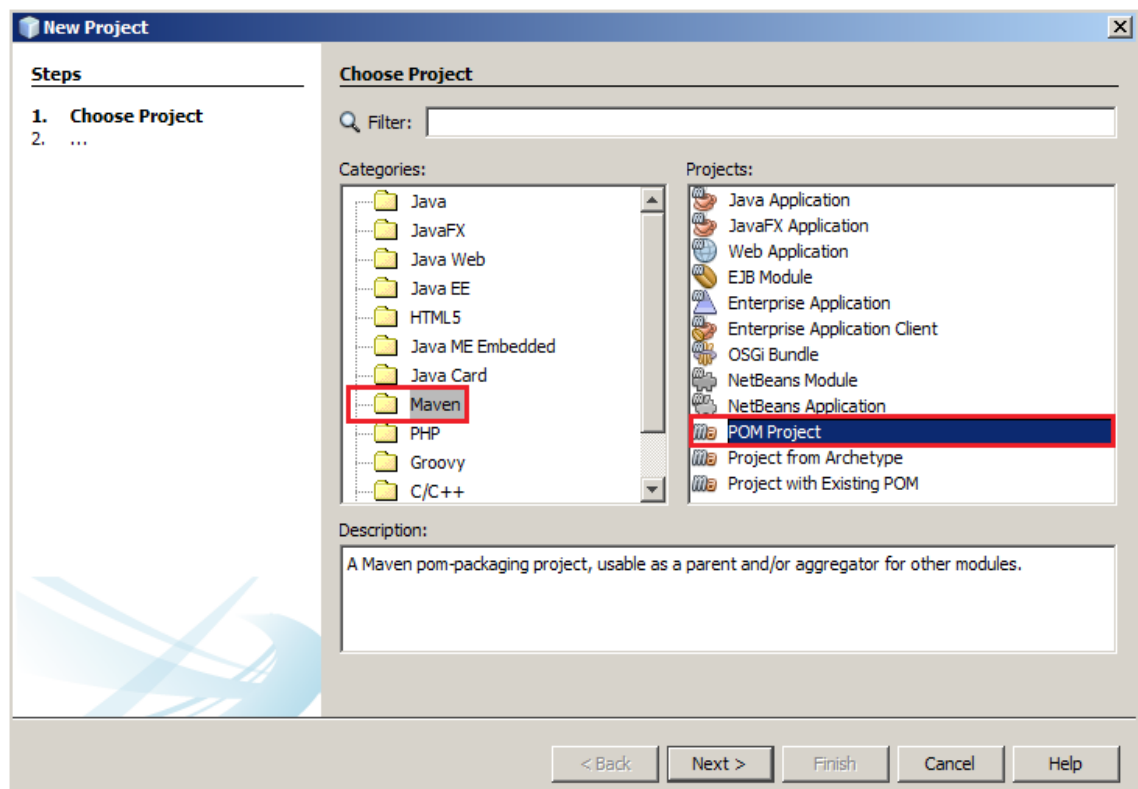 New Project
Steps
1. Choose Project
2. ...
Choose Project
Filter:
Categories:
Java
JavaFX
Java Web
Java EE
HTML5
Java ME Embedded
Java Card
Maven
PHP
Groovy
C/C++
Projects:
Java Application
JavaFX Application
Web Application
EJB Module
Enterprise Application
Enterprise Application Client
OSGi Bundle
NetBeans Module
NetBeans Application
POM Project
Project from Archetype
Project with Existing POM
Description:
A Maven pom-packaging project, usable as a parent and/or aggregator for other modules.
< Back Next > Finish Cancel Help